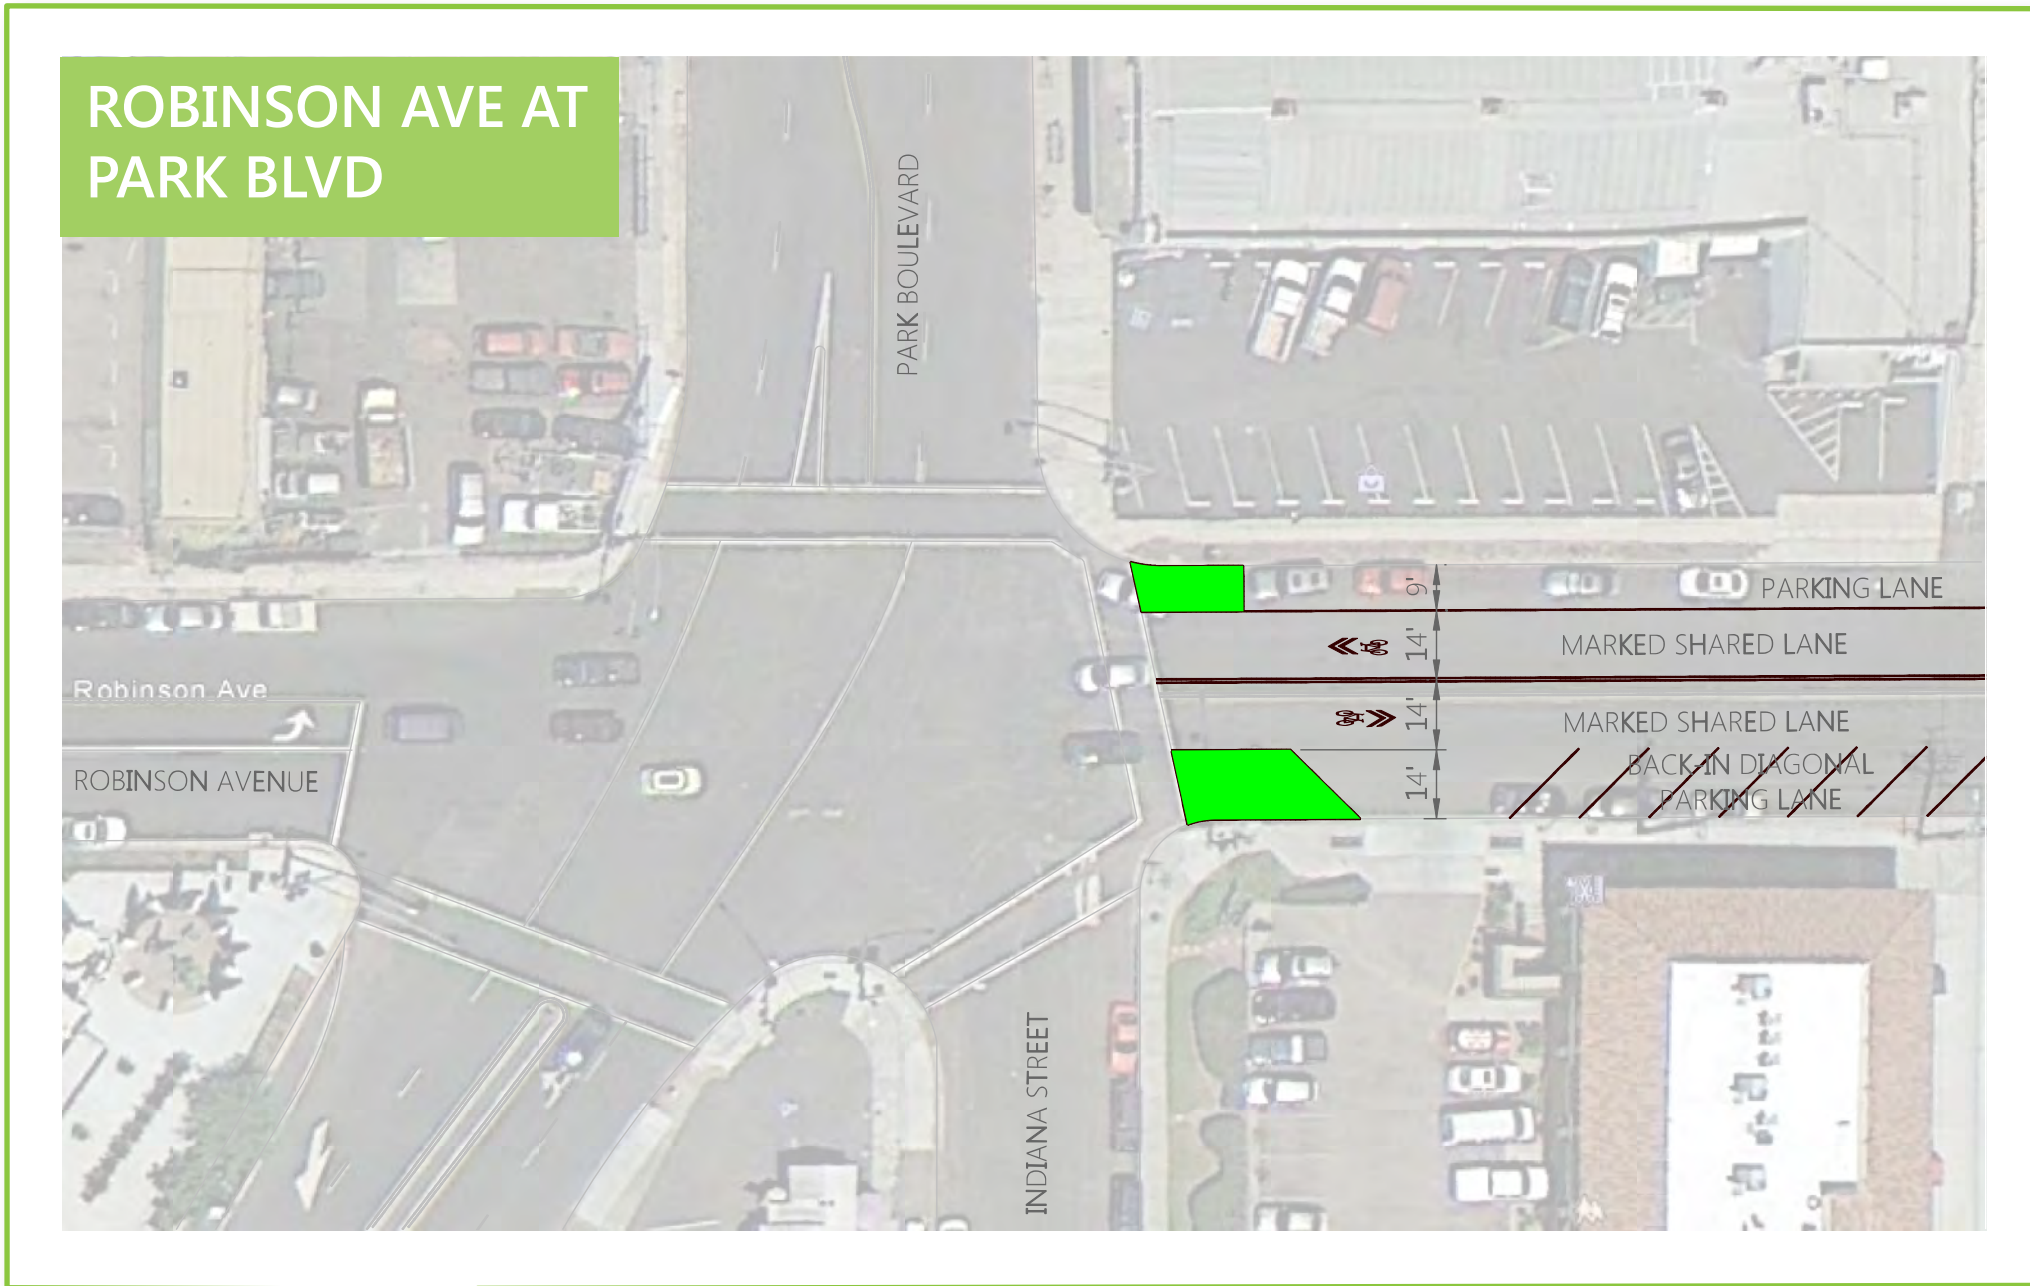 ROBINSON AVE AT
PARK BLVD
PARK BOULEVARD
9'
PARKING LANE
14'
MARKED SHARED LANE
Robinson Ave
14'
MARKED SHARED LANE
ROBINSON AVENUE
14'
BACK-IN DIAGONAL
PARKING LANE
INDIANA STREET